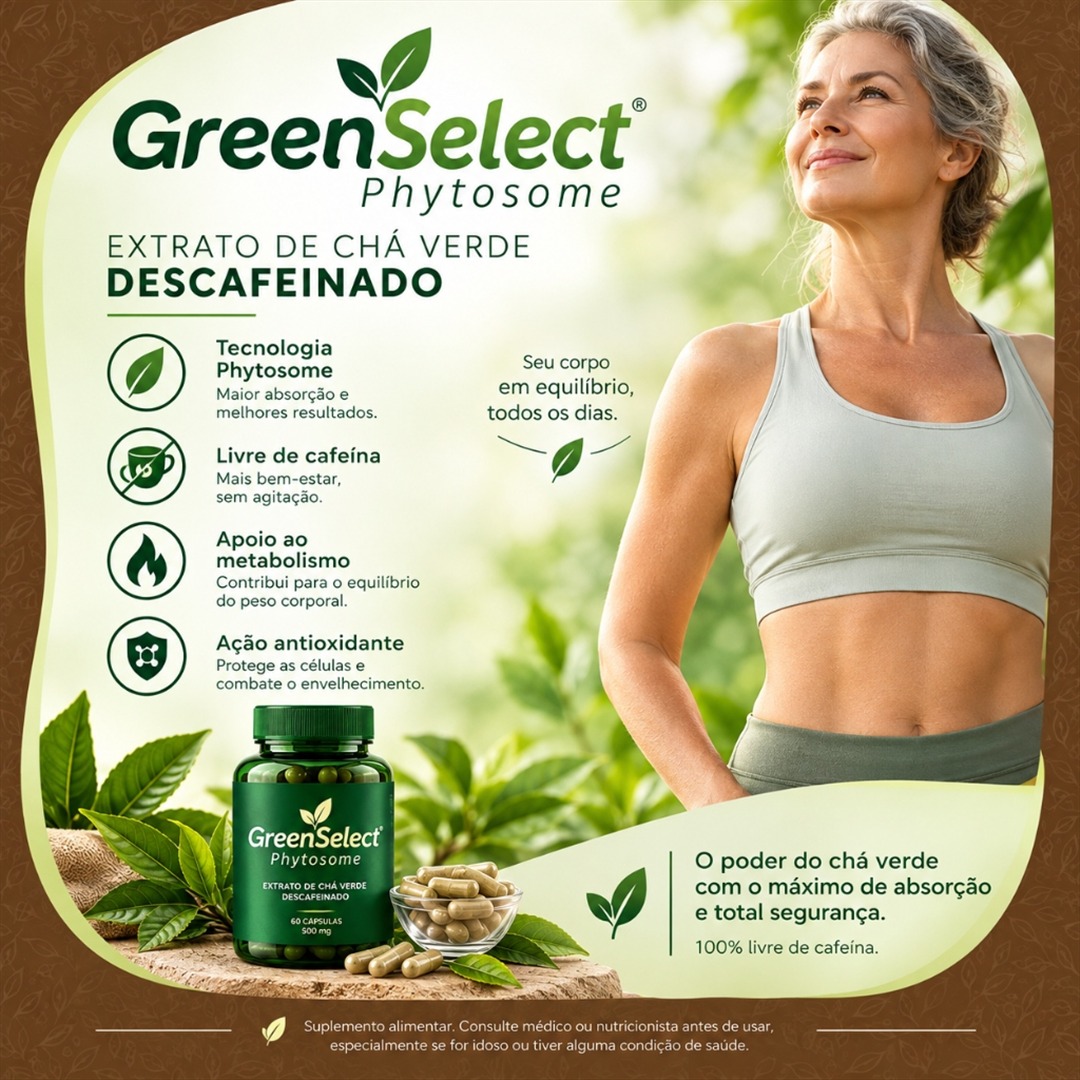 GreenSelect®
Phytosome
EXTRATO DE CHÁ VERDE
DESCAFEINADO
Tecnologia
Phytosome
Maior absorção e
melhores resultados.
Livre de cafeína
Mais bem-estar,
sem agitação.
Apoio ao
metabolismo
Contribui para o equilíbrio
do peso corporal.
Ação antioxidante
Protege as células e
combate o envelhecimento.
Seu corpo
em equilíbrio,
todos os dias.
GreenSelect®
Phytosome
EXTRATO DE CHÁ VERDE
DESCAFEINADO
60 CÁPSULAS
500 mg
O poder do chá verde
com o máximo de absorção
e total segurança.
100% livre de cafeína.
Suplemento alimentar. Consulte médico ou nutricionista antes de usar,
especialmente se for idoso ou tiver alguma condição de saúde.